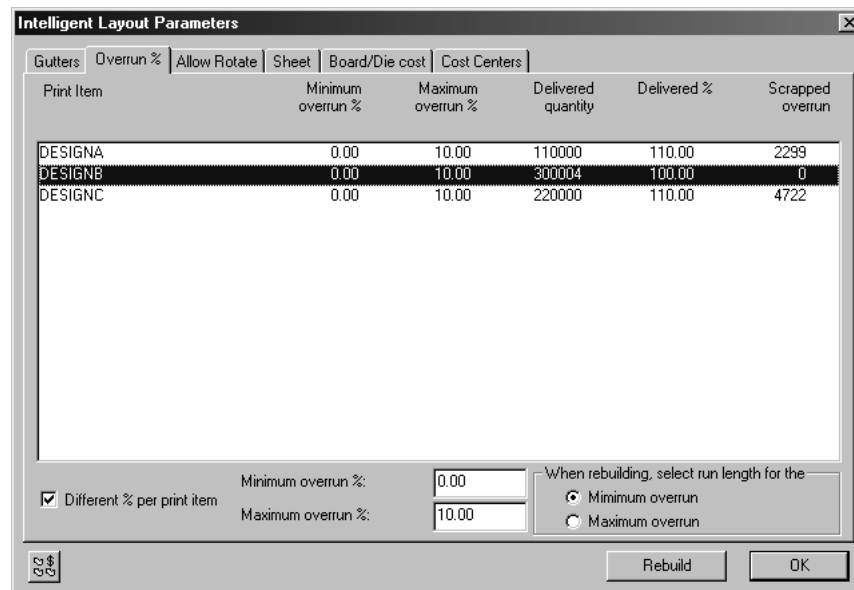 Intelligent Layout Parameters
Gutters Overrun % Allow Rotate Sheet Board/Die cost Cost Centers
Print Item Minimum overrun % Maximum overrun % Delivered quantity Delivered % Scrapped overrun
DESIGNA 0.00 10.00 110000 110.00 2299
DESIGNB 0.00 10.00 300004 100.00 0
DESIGNC 0.00 10.00 220000 110.00 4722
Different % per print item
Minimum overrun %: 0.00
Maximum overrun %: 10.00
When rebuilding, select run length for the
Minimum overrun
Maximum overrun
Rebuild OK